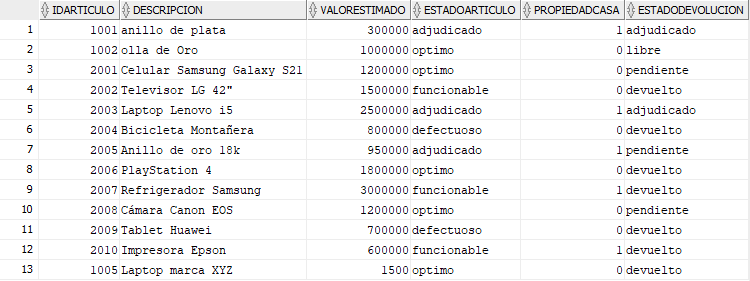 IDARTICULO DESCRIPCION VALORESTIMADO ESTADOARTICULO PROPIEDADCASA ESTADODEVOLUCION
1 1001 anillo de plata 300000 adjudicado 1 adjudicado
2 1002 olla de Oro 1000000 optimo 0 libre
3 2001 Celular Samsung Galaxy S21 1200000 optimo 0 pendiente
4 2002 Televisor LG 42" 1500000 funcionable 0 devuelto
5 2003 Laptop Lenovo i5 2500000 adjudicado 1 adjudicado
6 2004 Bicicleta Montañera 800000 defectuoso 0 devuelto
7 2005 Anillo de oro 18k 950000 adjudicado 1 pendiente
8 2006 PlayStation 4 1800000 optimo 0 devuelto
9 2007 Refrigerador Samsung 3000000 funcionable 1 devuelto
10 2008 Cámara Canon EOS 1200000 optimo 0 pendiente
11 2009 Tablet Huawei 700000 defectuoso 0 devuelto
12 2010 Impresora Epson 600000 funcionable 1 devuelto
13 1005 Laptop marca XYZ 1500 optimo 0 devuelto